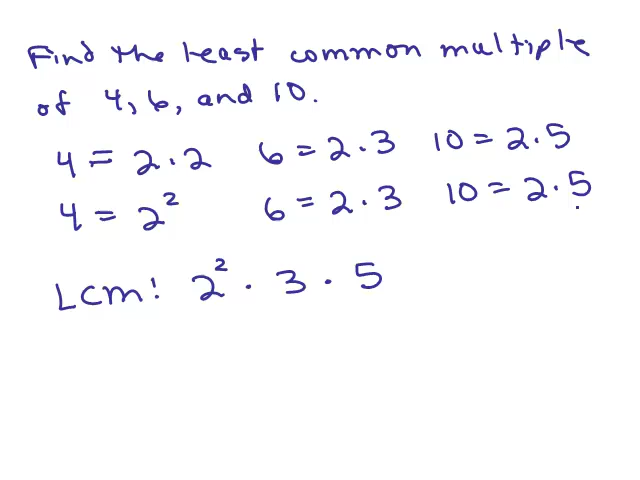 Find the least common multiple
of 4, 6, and 10.
4 = 2 · 2 6 = 2 · 3 10 = 2 · 5
4 = 2² 6 = 2 · 3 10 = 2 · 5
LCM: 2² · 3 · 5